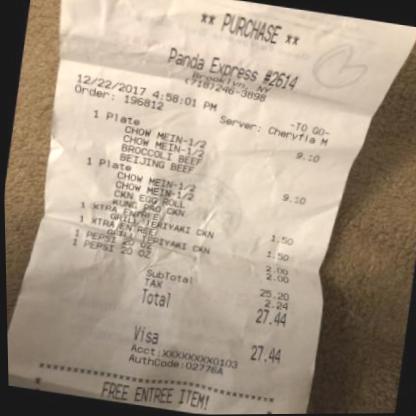 ** PURCHASE **
Panda Express #2614
Brooklyn, NY
(718)246-3898
12/22/2017 4:58:01 PM -TO GO-
Order: 196812 Server: Cheryfla M
1 Plate 9.10
CHOW MEIN-1/2
CHOW MEIN-1/2
BROCCOLI BEEF
BEIJING BEEF
1 Plate 9.10
CHOW MEIN-1/2
CHOW MEIN-1/2
CKN EGG ROLL
KUNG PAO CKN
1 XTRA ENTREE 1.50
GRILL TERIYAKI CKN
1 XTRA ENTREE 1.50
GRILL TERIYAKI CKN
1 PEPSI 20 OZ 2.00
1 PEPSI 20 OZ 2.00
SubTotal 25.20
TAX 2.24
Total 27.44
Visa 27.44
Acct:XXXXXXXX0103
AuthCode:02776A
FREE ENTREE ITEM!